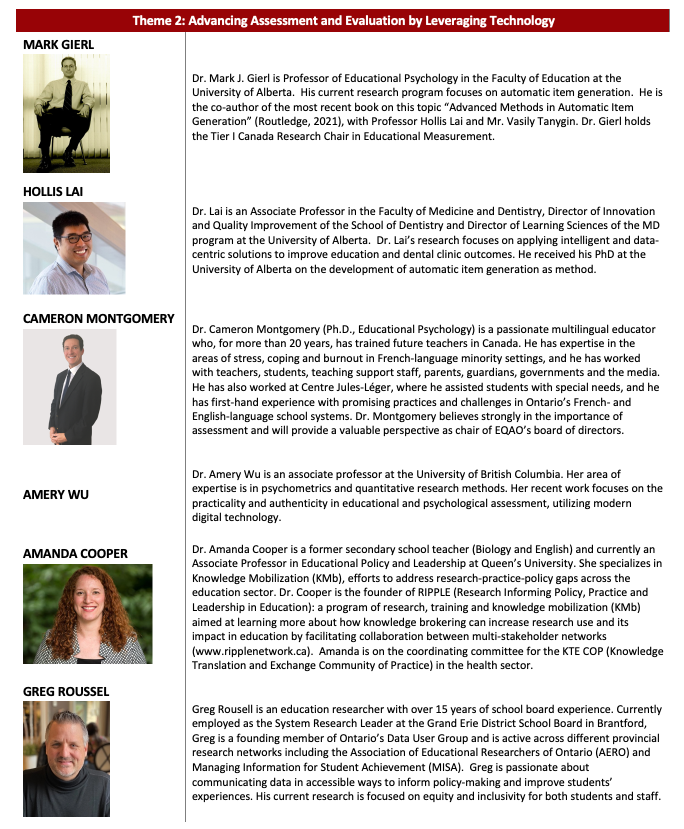 Theme 2: Advancing Assessment and Evaluation by Leveraging Technology
MARK GIERL
Dr. Mark J. Gierl is Professor of Educational Psychology in the Faculty of Education at the
University of Alberta.  His current research program focuses on automatic item generation.  He is
the co-author of the most recent book on this topic “Advanced Methods in Automatic Item
Generation” (Routledge, 2021), with Professor Hollis Lai and Mr. Vasily Tanygin. Dr. Gierl holds
the Tier I Canada Research Chair in Educational Measurement.
HOLLIS LAI
Dr. Lai is an Associate Professor in the Faculty of Medicine and Dentistry, Director of Innovation
and Quality Improvement of the School of Dentistry and Director of Learning Sciences of the MD
program at the University of Alberta.  Dr. Lai’s research focuses on applying intelligent and data-
centric solutions to improve education and dental clinic outcomes. He received his PhD at the
University of Alberta on the development of automatic item generation as method.
CAMERON MONTGOMERY
Dr. Cameron Montgomery (Ph.D., Educational Psychology) is a passionate multilingual educator
who, for more than 20 years, has trained future teachers in Canada. He has expertise in the
areas of stress, coping and burnout in French-language minority settings, and he has worked
with teachers, students, teaching support staff, parents, guardians, governments and the media.
He has also worked at Centre Jules-Léger, where he assisted students with special needs, and he
has first-hand experience with promising practices and challenges in Ontario’s French- and
English-language school systems. Dr. Montgomery believes strongly in the importance of
assessment and will provide a valuable perspective as chair of EQAO’s board of directors.
AMERY WU
Dr. Amery Wu is an associate professor at the University of British Columbia. Her area of
expertise is in psychometrics and quantitative research methods. Her recent work focuses on the
practicality and authenticity in educational and psychological assessment, utilizing modern
digital technology.
AMANDA COOPER
Dr. Amanda Cooper is a former secondary school teacher (Biology and English) and currently an
Associate Professor in Educational Policy and Leadership at Queen’s University. She specializes in
Knowledge Mobilization (KMb), efforts to address research-practice-policy gaps across the
education sector. Dr. Cooper is the founder of RIPPLE (Research Informing Policy, Practice and
Leadership in Education): a program of research, training and knowledge mobilization (KMb)
aimed at learning more about how knowledge brokering can increase research use and its
impact in education by facilitating collaboration between multi-stakeholder networks
(www.ripplenetwork.ca).  Amanda is on the coordinating committee for the KTE COP (Knowledge
Translation and Exchange Community of Practice) in the health sector.
GREG ROUSSEL
Greg Rousell is an education researcher with over 15 years of school board experience. Currently
employed as the System Research Leader at the Grand Erie District School Board in Brantford,
Greg is a founding member of Ontario’s Data User Group and is active across different provincial
research networks including the Association of Educational Researchers of Ontario (AERO) and
Managing Information for Student Achievement (MISA).  Greg is passionate about
communicating data in accessible ways to inform policy-making and improve students’
experiences. His current research is focused on equity and inclusivity for both students and staff.